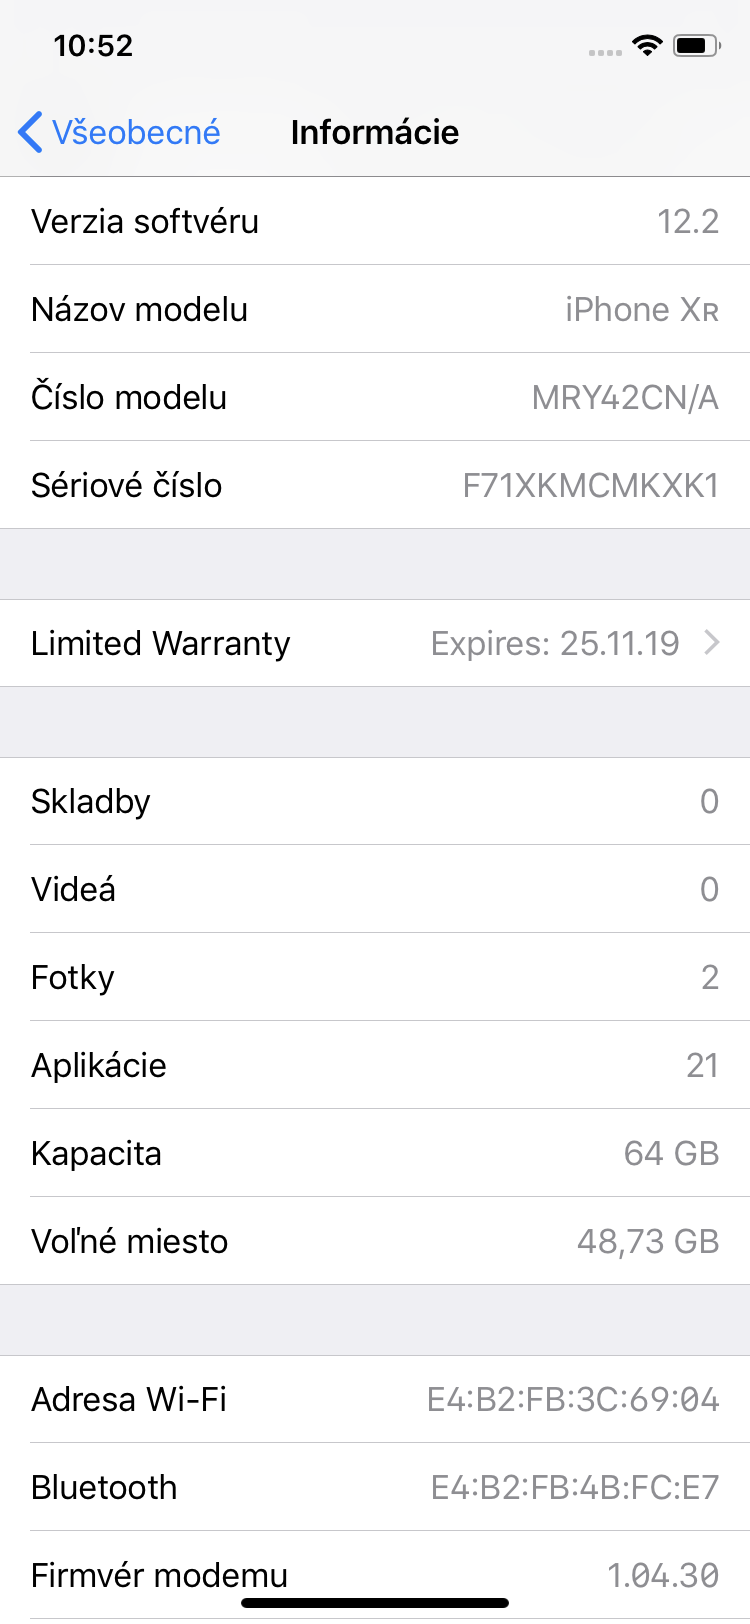 10:52
Všeobecné Informácie
Verzia softvéru 12.2
Názov modelu iPhone XR
Číslo modelu MRY42CN/A
Sériové číslo F71XKMCMKXK1
Limited Warranty Expires: 25.11.19
Skladby 0
Videá 0
Fotky 2
Aplikácie 21
Kapacita 64 GB
Voľné miesto 48,73 GB
Adresa Wi-Fi E4:B2:FB:3C:69:04
Bluetooth E4:B2:FB:4B:FC:E7
Firmvér modemu 1.04.30